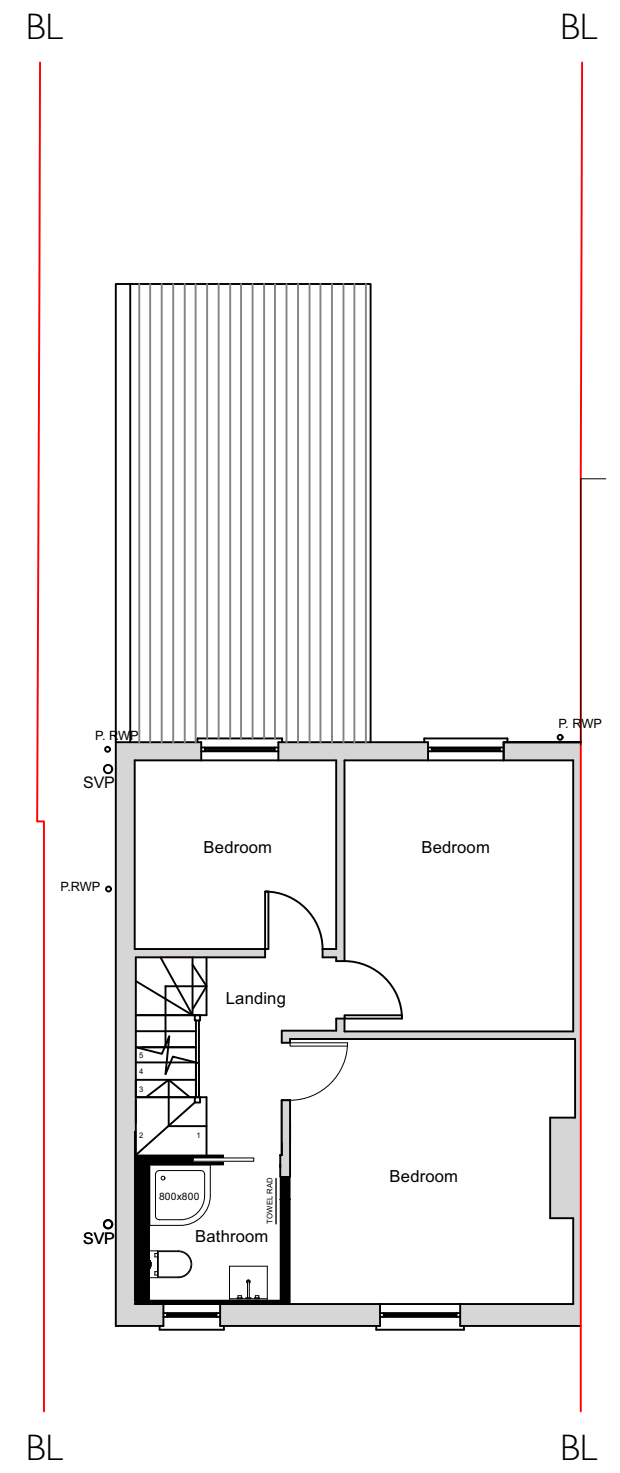 BL
BL
P. RWP
P. RWP
SVP
Bedroom
Bedroom
P.RWP
Landing
5
4
3
2
1
Bedroom
800x800
TOWEL RAD
SVP
Bathroom
BL
BL